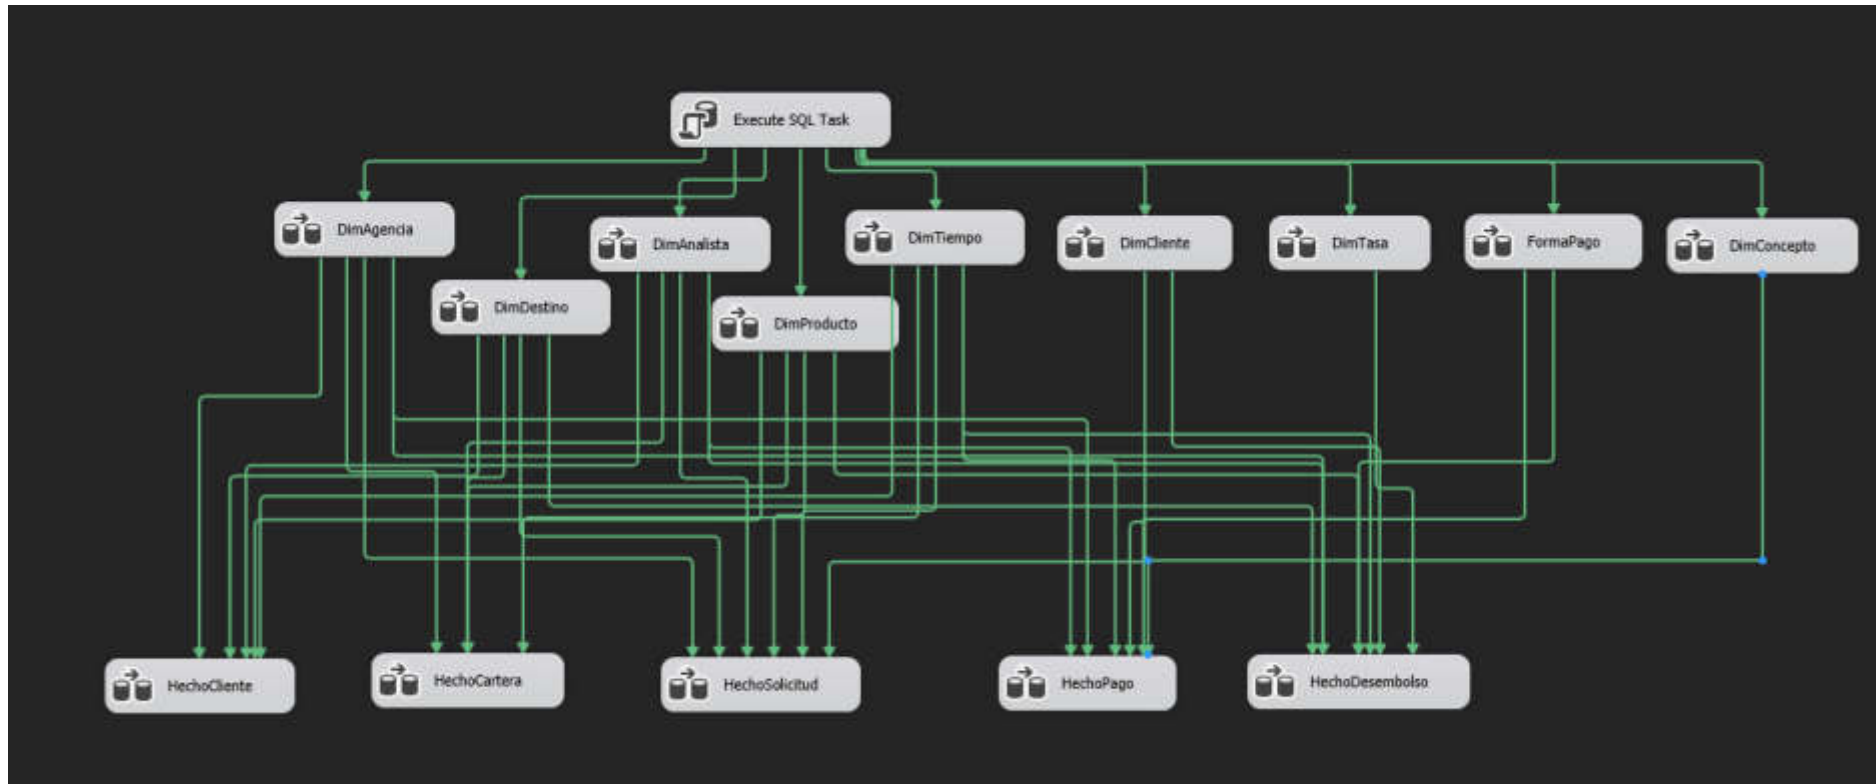 Execute SQL Task
DimAgencia
DimAnalista
DimTiempo
DimCliente
DimTasa
FormaPago
DimConcepto
DimDestino
DimProducto
HechoCliente
HechoCartera
HechoSolicitud
HechoPago
HechoDesembolso